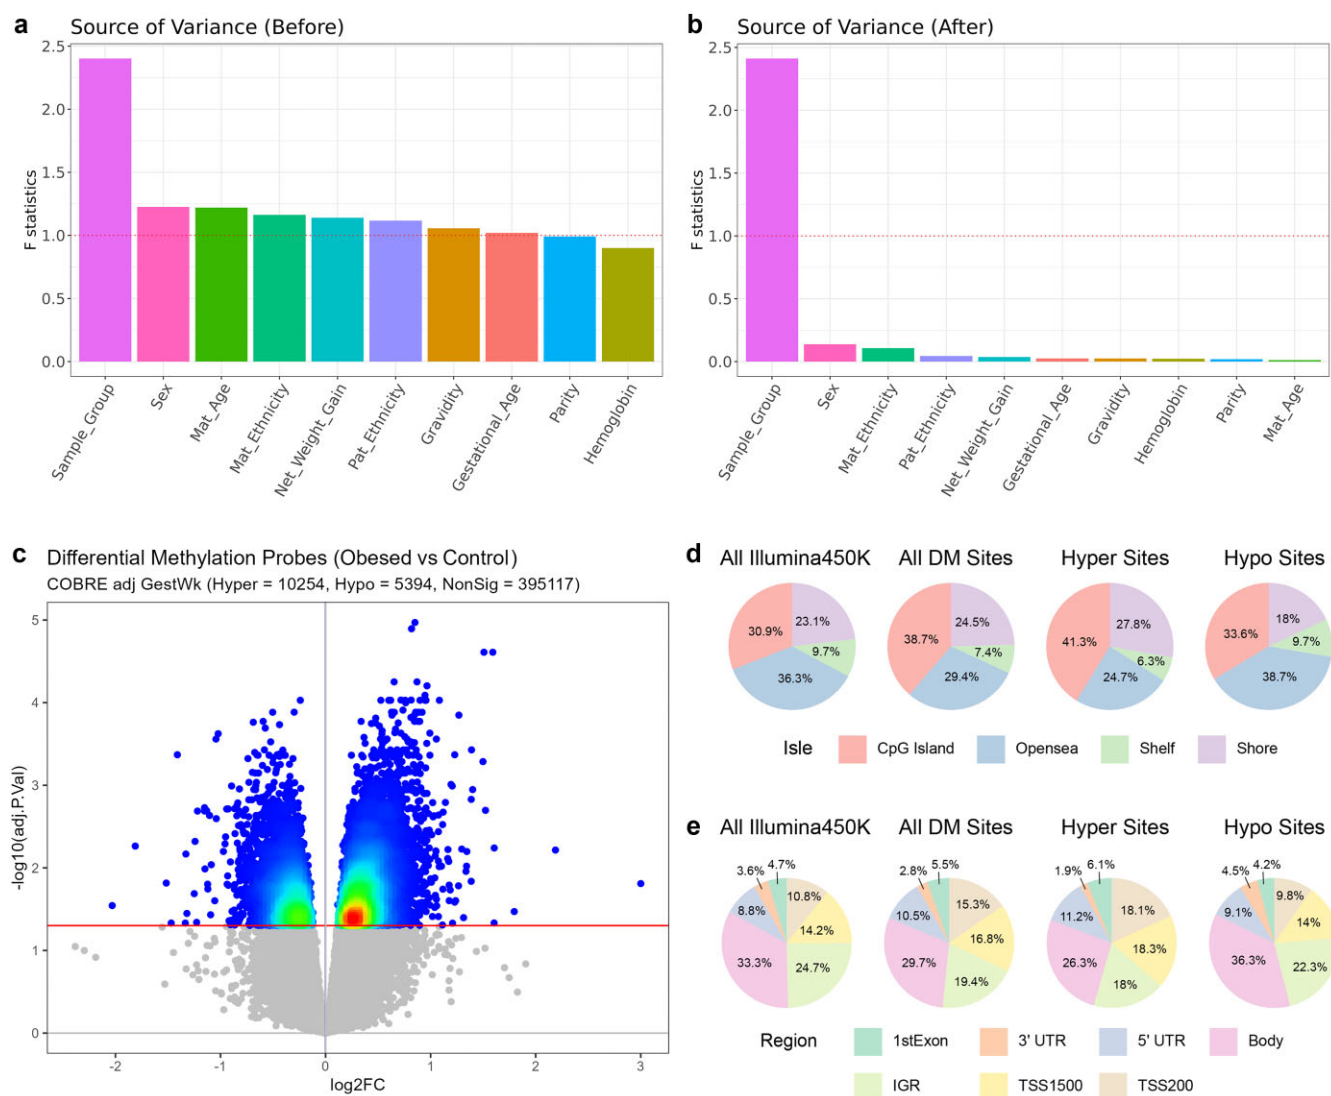 a Source of Variance (Before)
F statistics
2.5
2.0
1.5
1.0
0.5
0.0
Sample_Group
Sex
Mat_Age
Mat_Ethnicity
Net_Weight_Gain
Pat_Ethnicity
Gravidity
Gestational_Age
Parity
Hemoglobin
b Source of Variance (After)
F statistics
2.5
2.0
1.5
1.0
0.5
0.0
Sample_Group
Sex
Mat_Ethnicity
Pat_Ethnicity
Net_Weight_Gain
Gestational_Age
Gravidity
Hemoglobin
Parity
Mat_Age
c Differential Methylation Probes (Obesed vs Control)
COBRE adj GestWk (Hyper = 10254, Hypo = 5394, NonSig = 395117)
-log10(adj.P.Val)
5
4
3
2
1
0
-2 -1 0 1 2 3
log2FC
d All Illumina450K All DM Sites Hyper Sites Hypo Sites
30.9% 23.1% 9.7% 36.3%
38.7% 24.5% 7.4% 29.4%
41.3% 27.8% 6.3% 24.7%
33.6% 18% 9.7% 38.7%
Isle CpG Island Opensea Shelf Shore
e All Illumina450K All DM Sites Hyper Sites Hypo Sites
3.6% 4.7% 10.8% 8.8% 14.2% 33.3% 24.7%
2.8% 5.5% 15.3% 10.5% 16.8% 29.7% 19.4%
1.9% 6.1% 18.1% 11.2% 18.3% 26.3% 18%
4.5% 4.2% 9.8% 9.1% 14% 36.3% 22.3%
Region 1stExon 3' UTR 5' UTR Body
IGR TSS1500 TSS200